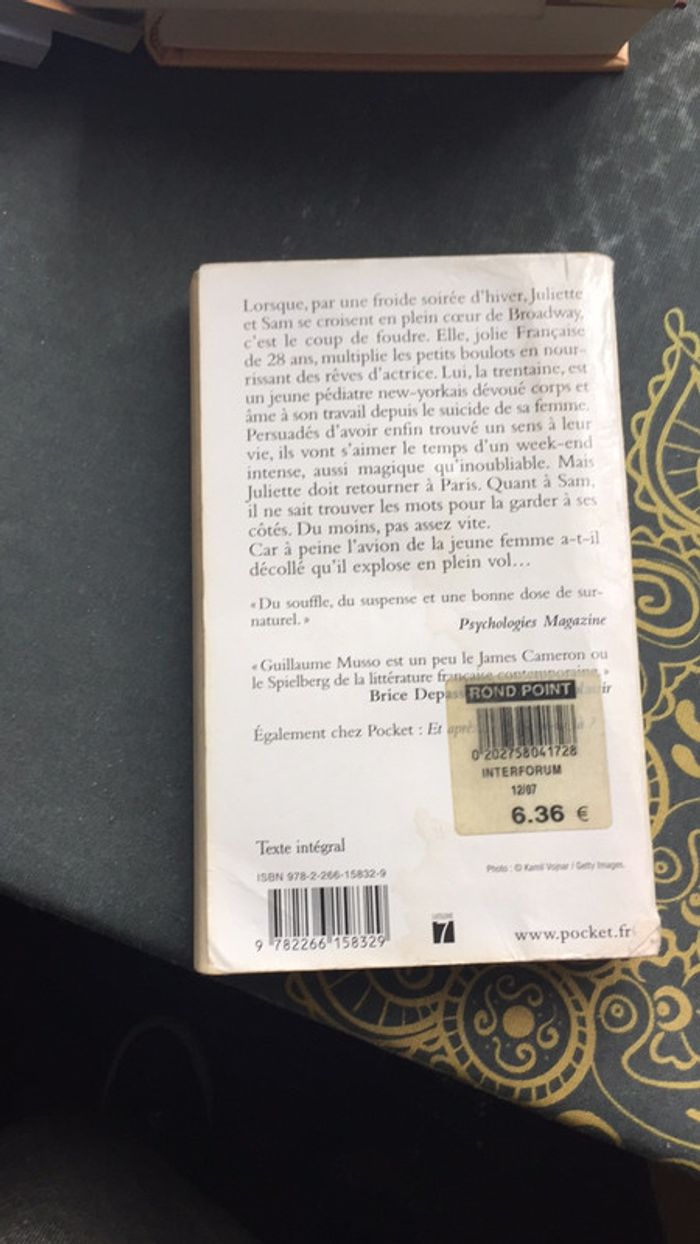 Lorsque, par une froide soirée d'hiver, Juliette
et Sam se croisent en plein cœur de Broadway,
c'est le coup de foudre. Elle, jolie Française
de 28 ans, multiplie les petits boulots en nour-
rissant des rêves d'actrice. Lui, la trentaine, est
un jeune pédiatre new-yorkais dévoué corps et
âme à son travail depuis le suicide de sa femme.
Persuadés d'avoir enfin trouvé un sens à leur
vie, ils vont s'aimer le temps d'un week-end
intense, aussi magique qu'inoubliable. Mais
Juliette doit retourner à Paris. Quant à Sam,
il ne sait trouver les mots pour la garder à ses
côtés. Du moins, pas assez vite.
Car à peine l'avion de la jeune femme a-t-il
décollé qu'il explose en plein vol...
« Du souffle, du suspense et une bonne dose de sur-
naturel. »
Psychologies Magazine
« Guillaume Musso est un peu le James Cameron ou
le Spielberg de la littérature française contemporaine. »
Brice
ROND POINT
Également chez Pocket : Et après
0 202758 041728
INTERFORUM
12/07
6.36 €
Texte intégral
Photo : © Kamil Vojnar / Getty Images.
ISBN 978-2-266-15832-9
9 782266 158329
7
www.pocket.fr